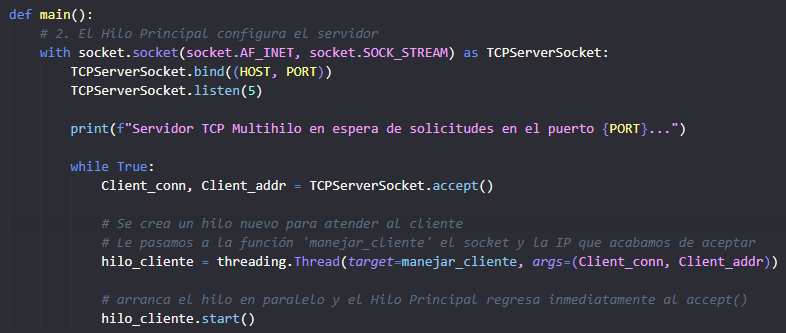 def main():
    # 2. El Hilo Principal configura el servidor
    with socket.socket(socket.AF_INET, socket.SOCK_STREAM) as TCPServerSocket:
        TCPServerSocket.bind((HOST, PORT))
        TCPServerSocket.listen(5)

        print(f"Servidor TCP Multihilo en espera de solicitudes en el puerto {PORT}...")

        while True:
            Client_conn, Client_addr = TCPServerSocket.accept()

            # Se crea un hilo nuevo para atender al cliente
            # Le pasamos a la función 'manejar_cliente' el socket y la IP que acabamos de aceptar
            hilo_cliente = threading.Thread(target=manejar_cliente, args=(Client_conn, Client_addr))

            # arranca el hilo en paralelo y el Hilo Principal regresa inmediatamente al accept()
            hilo_cliente.start()